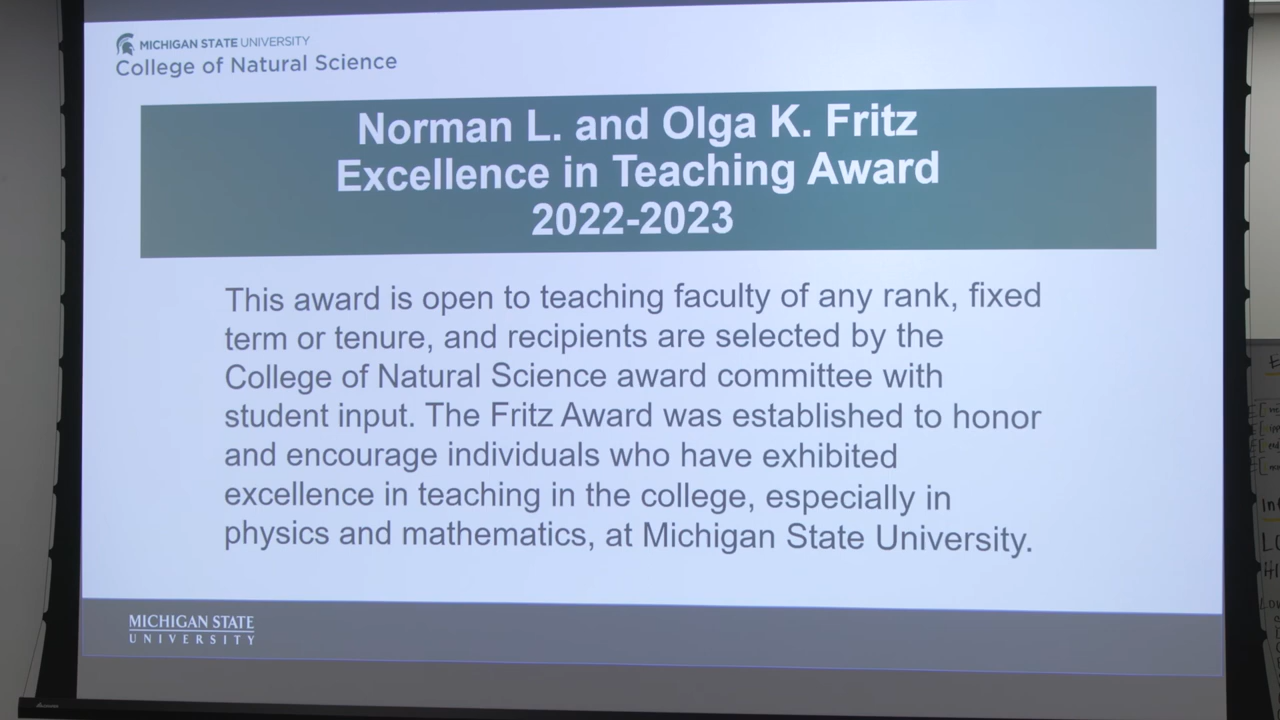 MICHIGAN STATE UNIVERSITY
College of Natural Science
Norman L. and Olga K. Fritz
Excellence in Teaching Award
2022-2023
This award is open to teaching faculty of any rank, fixed
term or tenure, and recipients are selected by the
College of Natural Science award committee with
student input. The Fritz Award was established to honor
and encourage individuals who have exhibited
excellence in teaching in the college, especially in
physics and mathematics, at Michigan State University.
MICHIGAN STATE
UNIVERSITY